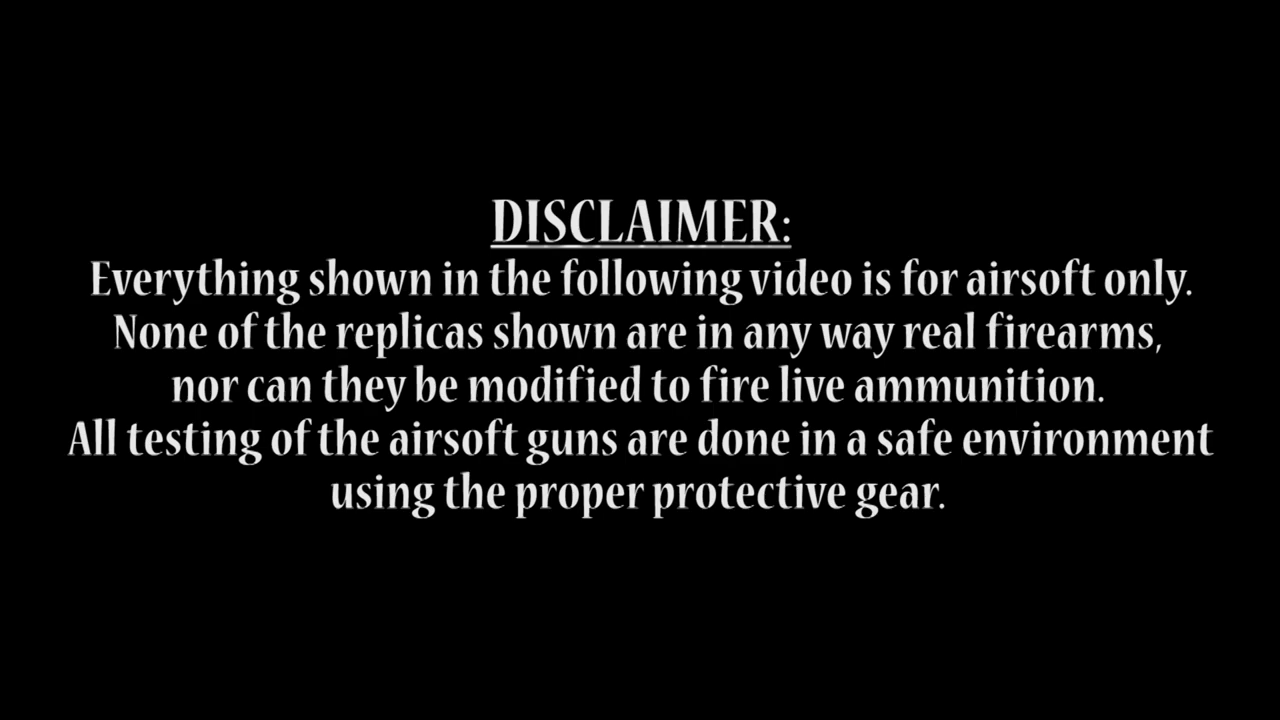 DISCLAIMER:
Everything shown in the following video is for airsoft only.
None of the replicas shown are in any way real firearms,
nor can they be modified to fire live ammunition.
All testing of the airsoft guns are done in a safe environment
using the proper protective gear.